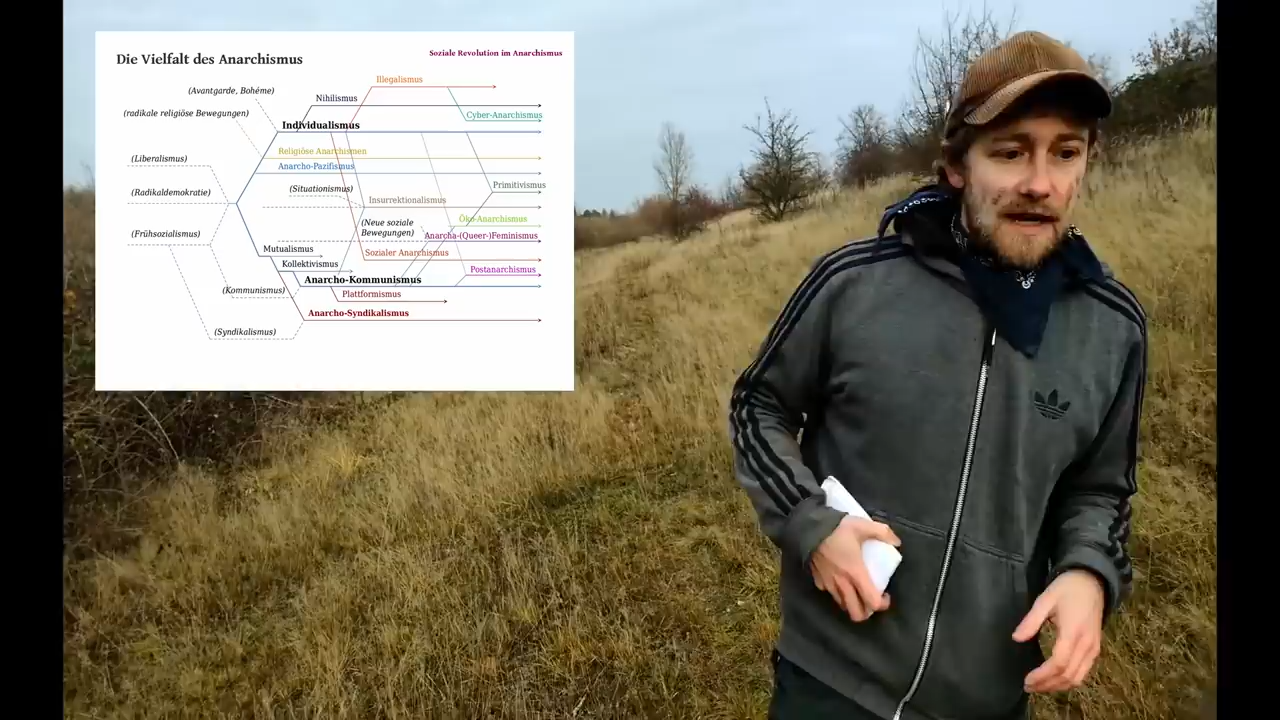 Die Vielfalt des Anarchismus
Soziale Revolution im Anarchismus
Illegalismus
(Avantgarde, Bohéme)
Nihilismus
(radikale religiöse Bewegungen)
Cyber-Anarchismus
Individualismus
Religiöse Anarchismen
(Liberalismus)
Anarcho-Pazifismus
(Situationismus)
Primitivismus
(Radikaldemokratie)
Insurrektionalismus
(Neue soziale
Bewegungen)
Öko-Anarchismus
(Frühsozialismus)
Anarcha-(Queer-)Feminismus
Mutualismus
Sozialer Anarchismus
Kollektivismus
Postanarchismus
Anarcho-Kommunismus
(Kommunismus)
Plattformismus
Anarcho-Syndikalismus
(Syndikalismus)